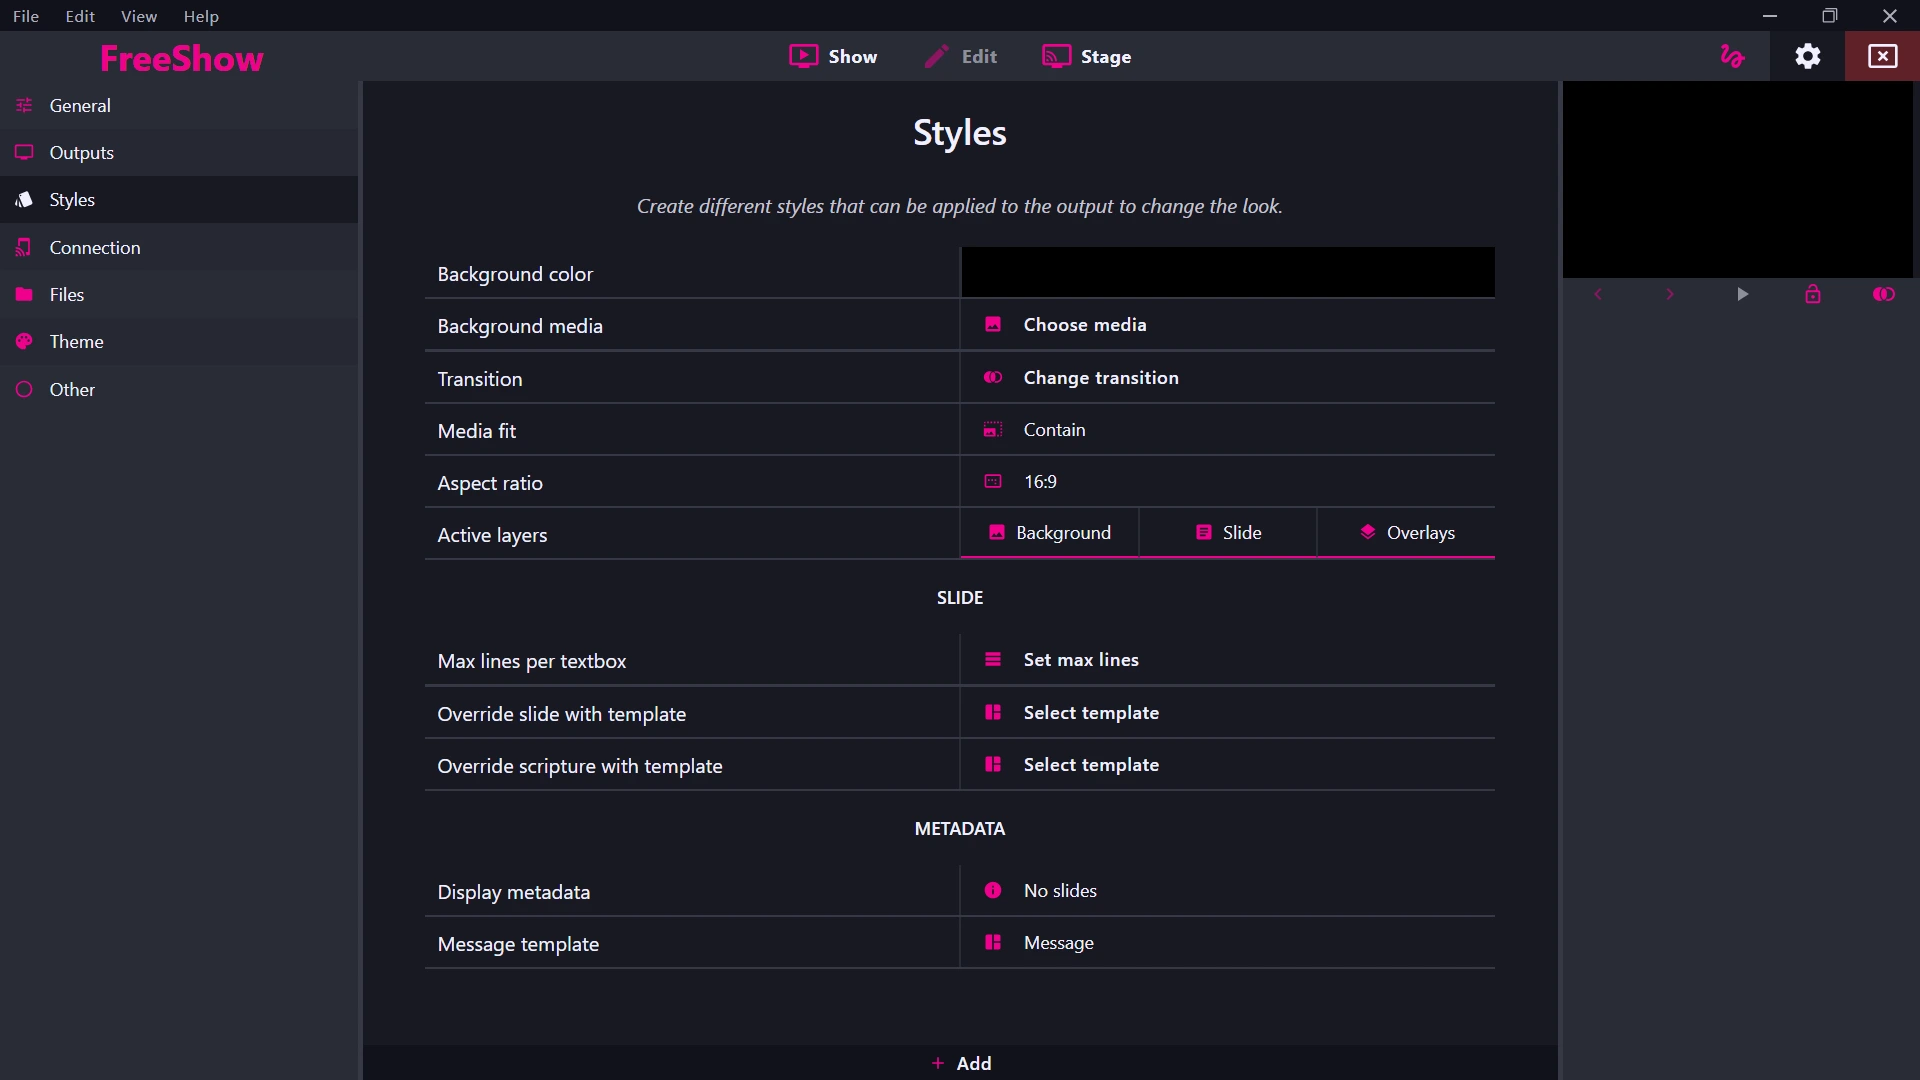 File Edit View Help
FreeShow
Show Edit Stage
General
Outputs
Styles
Connection
Files
Theme
Other
Styles
Create different styles that can be applied to the output to change the look.
Background color
Background media Choose media
Transition Change transition
Media fit Contain
Aspect ratio 16:9
Active layers Background Slide Overlays
SLIDE
Max lines per textbox Set max lines
Override slide with template Select template
Override scripture with template Select template
METADATA
Display metadata No slides
Message template Message
+ Add